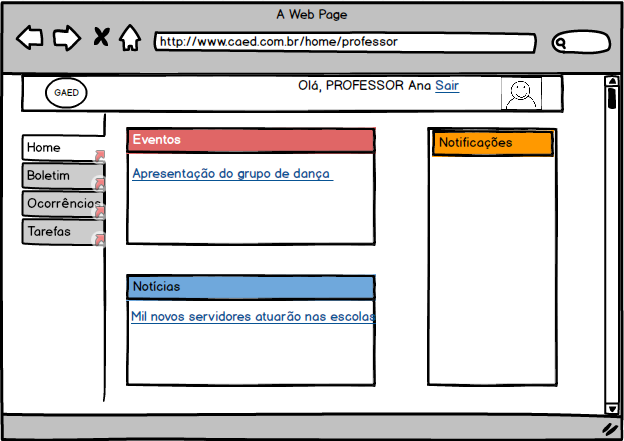 A Web Page
http://www.caed.com.br/home/professor
GAED
Olá, PROFESSOR Ana Sair
Home
Boletim
Ocorrências
Tarefas
Eventos
Apresentação do grupo de dança
Notícias
Mil novos servidores atuarão nas escolas
Notificações